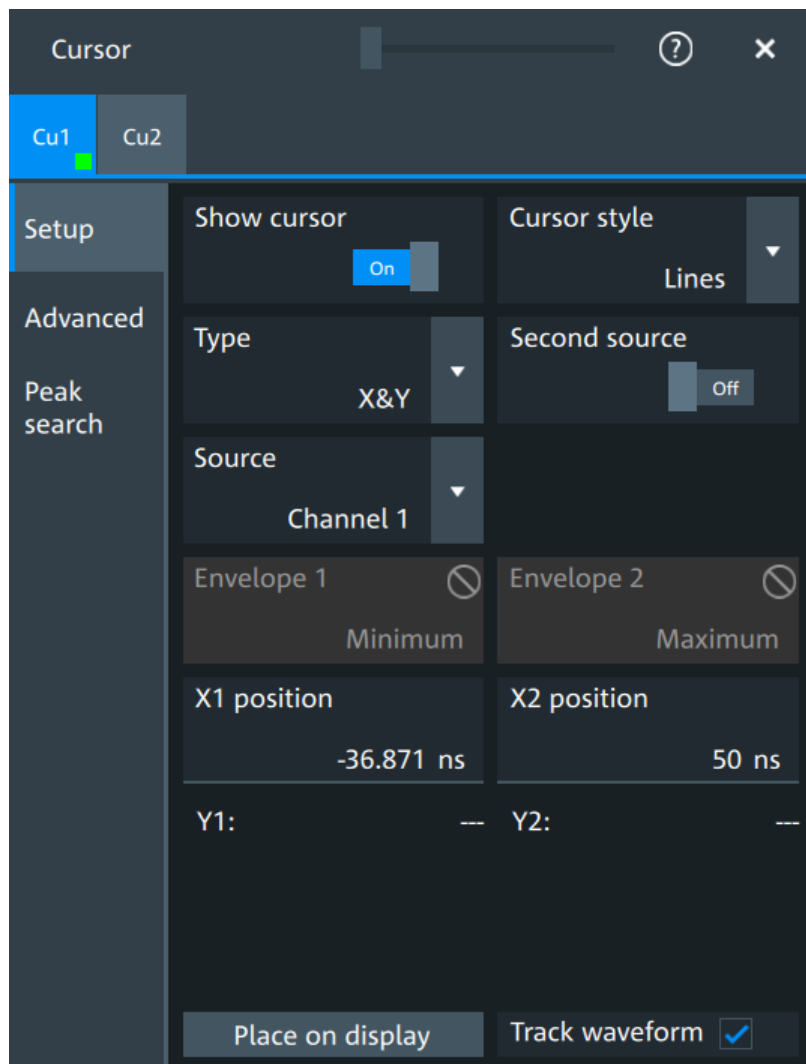 Cursor
?
Cu1 Cu2
Setup
Advanced
Peak
search
Show cursor
On
Cursor style
Lines
Type
X&Y
Second source
Off
Source
Channel 1
Envelope 1
Minimum
Envelope 2
Maximum
X1 position
-36.871 ns
X2 position
50 ns
Y1: ---
Y2: ---
Place on display
Track waveform